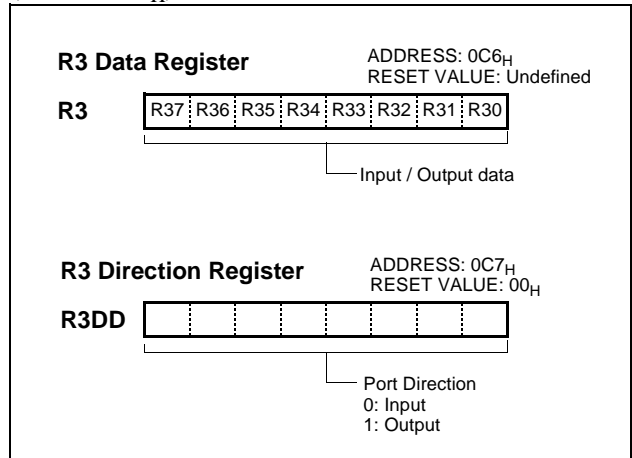 R3 Data Register
ADDRESS: 0C6H
RESET VALUE: Undefined
R3 R37 R36 R35 R34 R33 R32 R31 R30
Input / Output data
R3 Direction Register
ADDRESS: 0C7H
RESET VALUE: 00H
R3DD
Port Direction
0: Input
1: Output